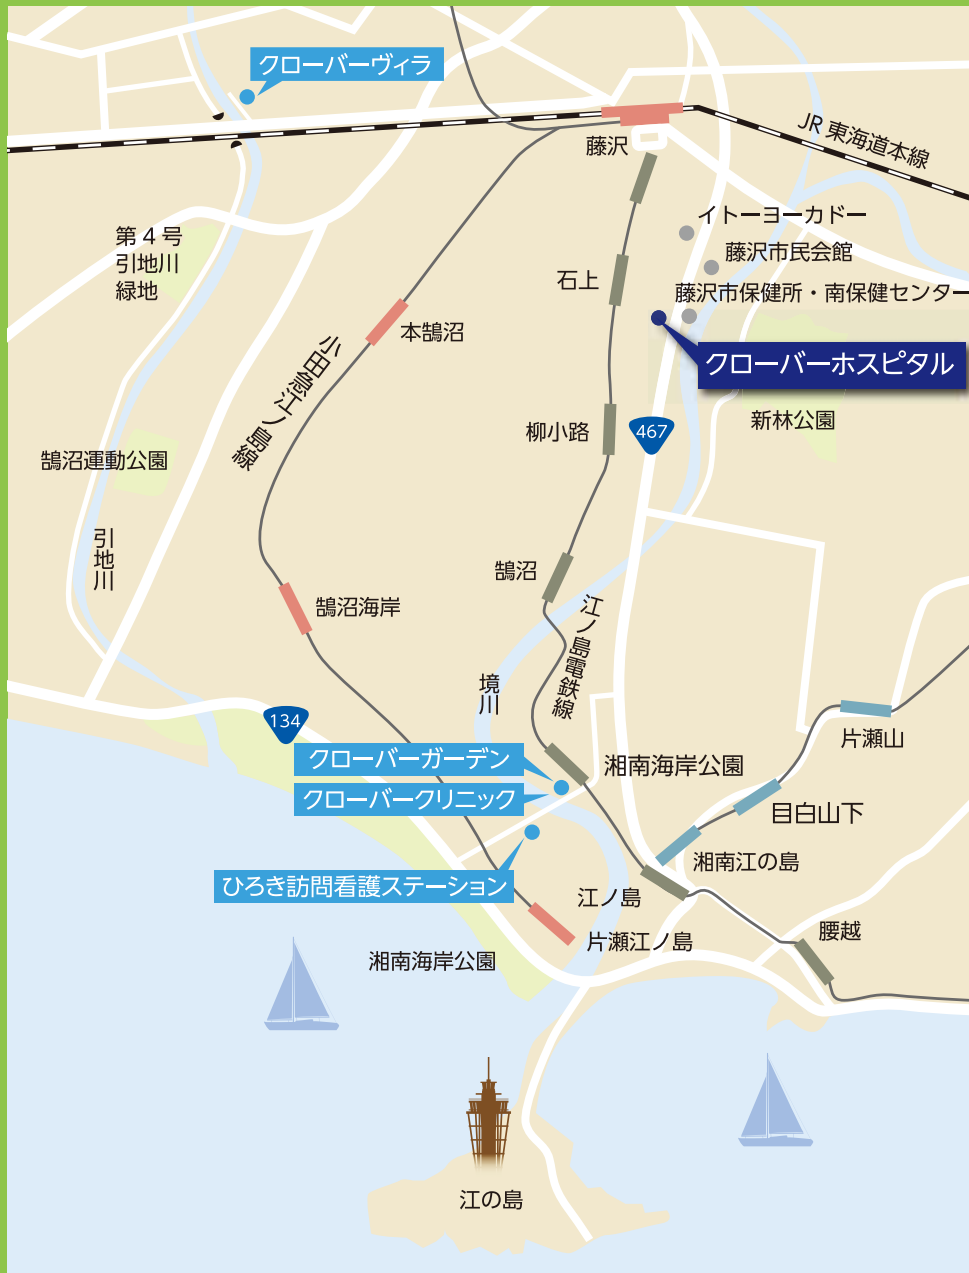 クローバーヴィラ
JR 東海道本線
藤沢
イトーヨーカドー
第4号
引地川
緑地
藤沢市民会館
石上
藤沢市保健所・南保健センター
本鵠沼
小田急江ノ島線
クローバーホスピタル
新林公園
柳小路
467
鵠沼運動公園
引地川
鵠沼
鵠沼海岸
江ノ島電鉄線
境川
134
片瀬山
クローバーガーデン
湘南海岸公園
クローバークリニック
目白山下
湘南江の島
ひろき訪問看護ステーション
江ノ島
片瀬江ノ島
腰越
湘南海岸公園
江の島